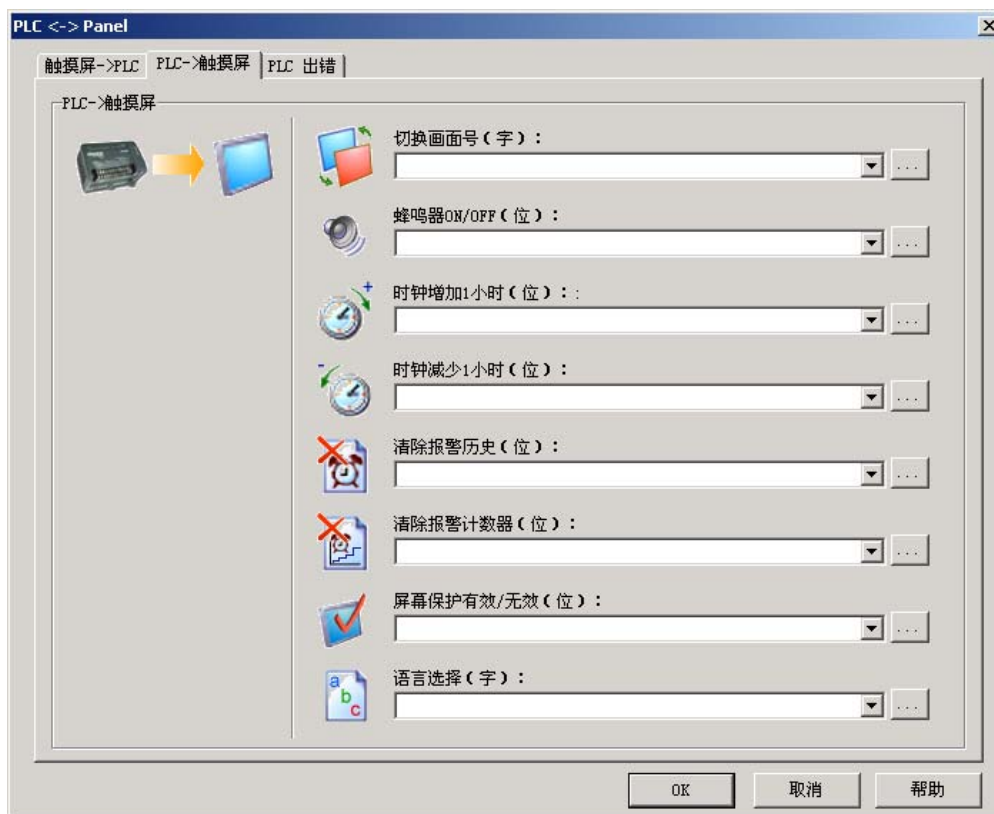 PLC <-> Panel
触摸屏->PLC
PLC->触摸屏
PLC 出错
PLC->触摸屏
切换画面号(字):
...
蜂鸣器ON/OFF(位):
...
时钟增加1小时(位)::
...
时钟减少1小时(位):
...
清除报警历史(位):
...
清除报警计数器(位):
...
屏幕保护有效/无效(位):
...
语言选择(字):
a
b
c
...
OK
取消
帮助